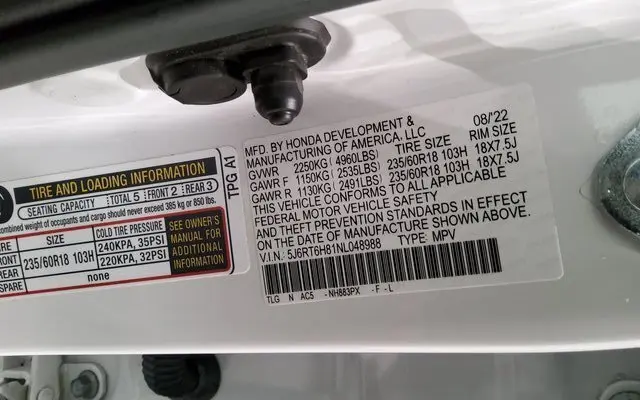 TIRE AND LOADING INFORMATION
SEATING CAPACITY TOTAL 5 FRONT 2 REAR 3
combined weight of occupants and cargo should never exceed 385 kg or 850 lbs.
SIZE COLD TIRE PRESSURE
235/60R18 103H 240KPA, 35PSI
220KPA, 32PSI
SPARE none
SEE OWNER'S
MANUAL FOR
ADDITIONAL
INFORMATION
TPG A1
MFD. BY HONDA DEVELOPMENT & 08/'22
MANUFACTURING OF AMERICA, LLC
TIRE SIZE RIM SIZE
GVWR 2250KG (4960LBS)
GAWR F 1150KG (2535LBS) 235/60R18 103H 18X7.5J
GAWR R 1130KG (2491LBS) 235/60R18 103H 18X7.5J
THIS VEHICLE CONFORMS TO ALL APPLICABLE
FEDERAL MOTOR VEHICLE SAFETY
AND THEFT PREVENTION STANDARDS IN EFFECT
ON THE DATE OF MANUFACTURE SHOWN ABOVE.
V.I.N.: 5J6RT6H81NL048988 TYPE: MPV
TLG N AC5 -NH883PX -F -L